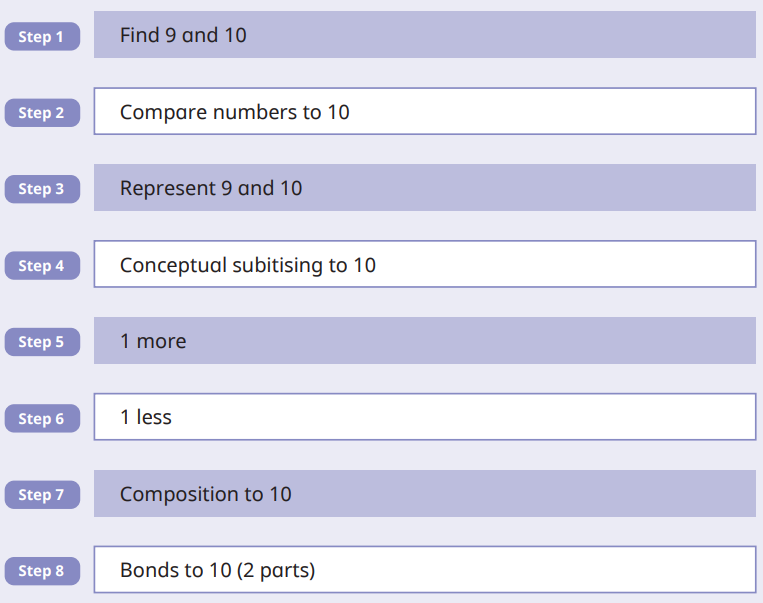 Step 1 Find 9 and 10
Step 2 Compare numbers to 10
Step 3 Represent 9 and 10
Step 4 Conceptual subitising to 10
Step 5 1 more
Step 6 1 less
Step 7 Composition to 10
Step 8 Bonds to 10 (2 parts)